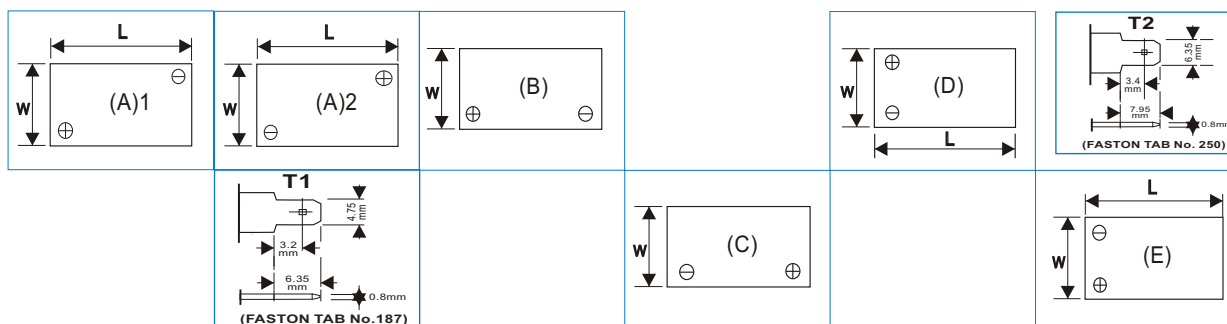 L
W
(A)1
⊖
⊕
L
W
(A)2
⊕
⊖
W
(B)
⊕ ⊖
W
(D)
⊕
⊖
L
T2
6.35
mm
3.4
mm
7.95
mm
0.8mm
(FASTON TAB No. 250)
T1
4.75
mm
3.2
mm
6.35
mm
0.8mm
(FASTON TAB No.187)
W
(C)
⊖ ⊕
L
W
(E)
⊖
⊕